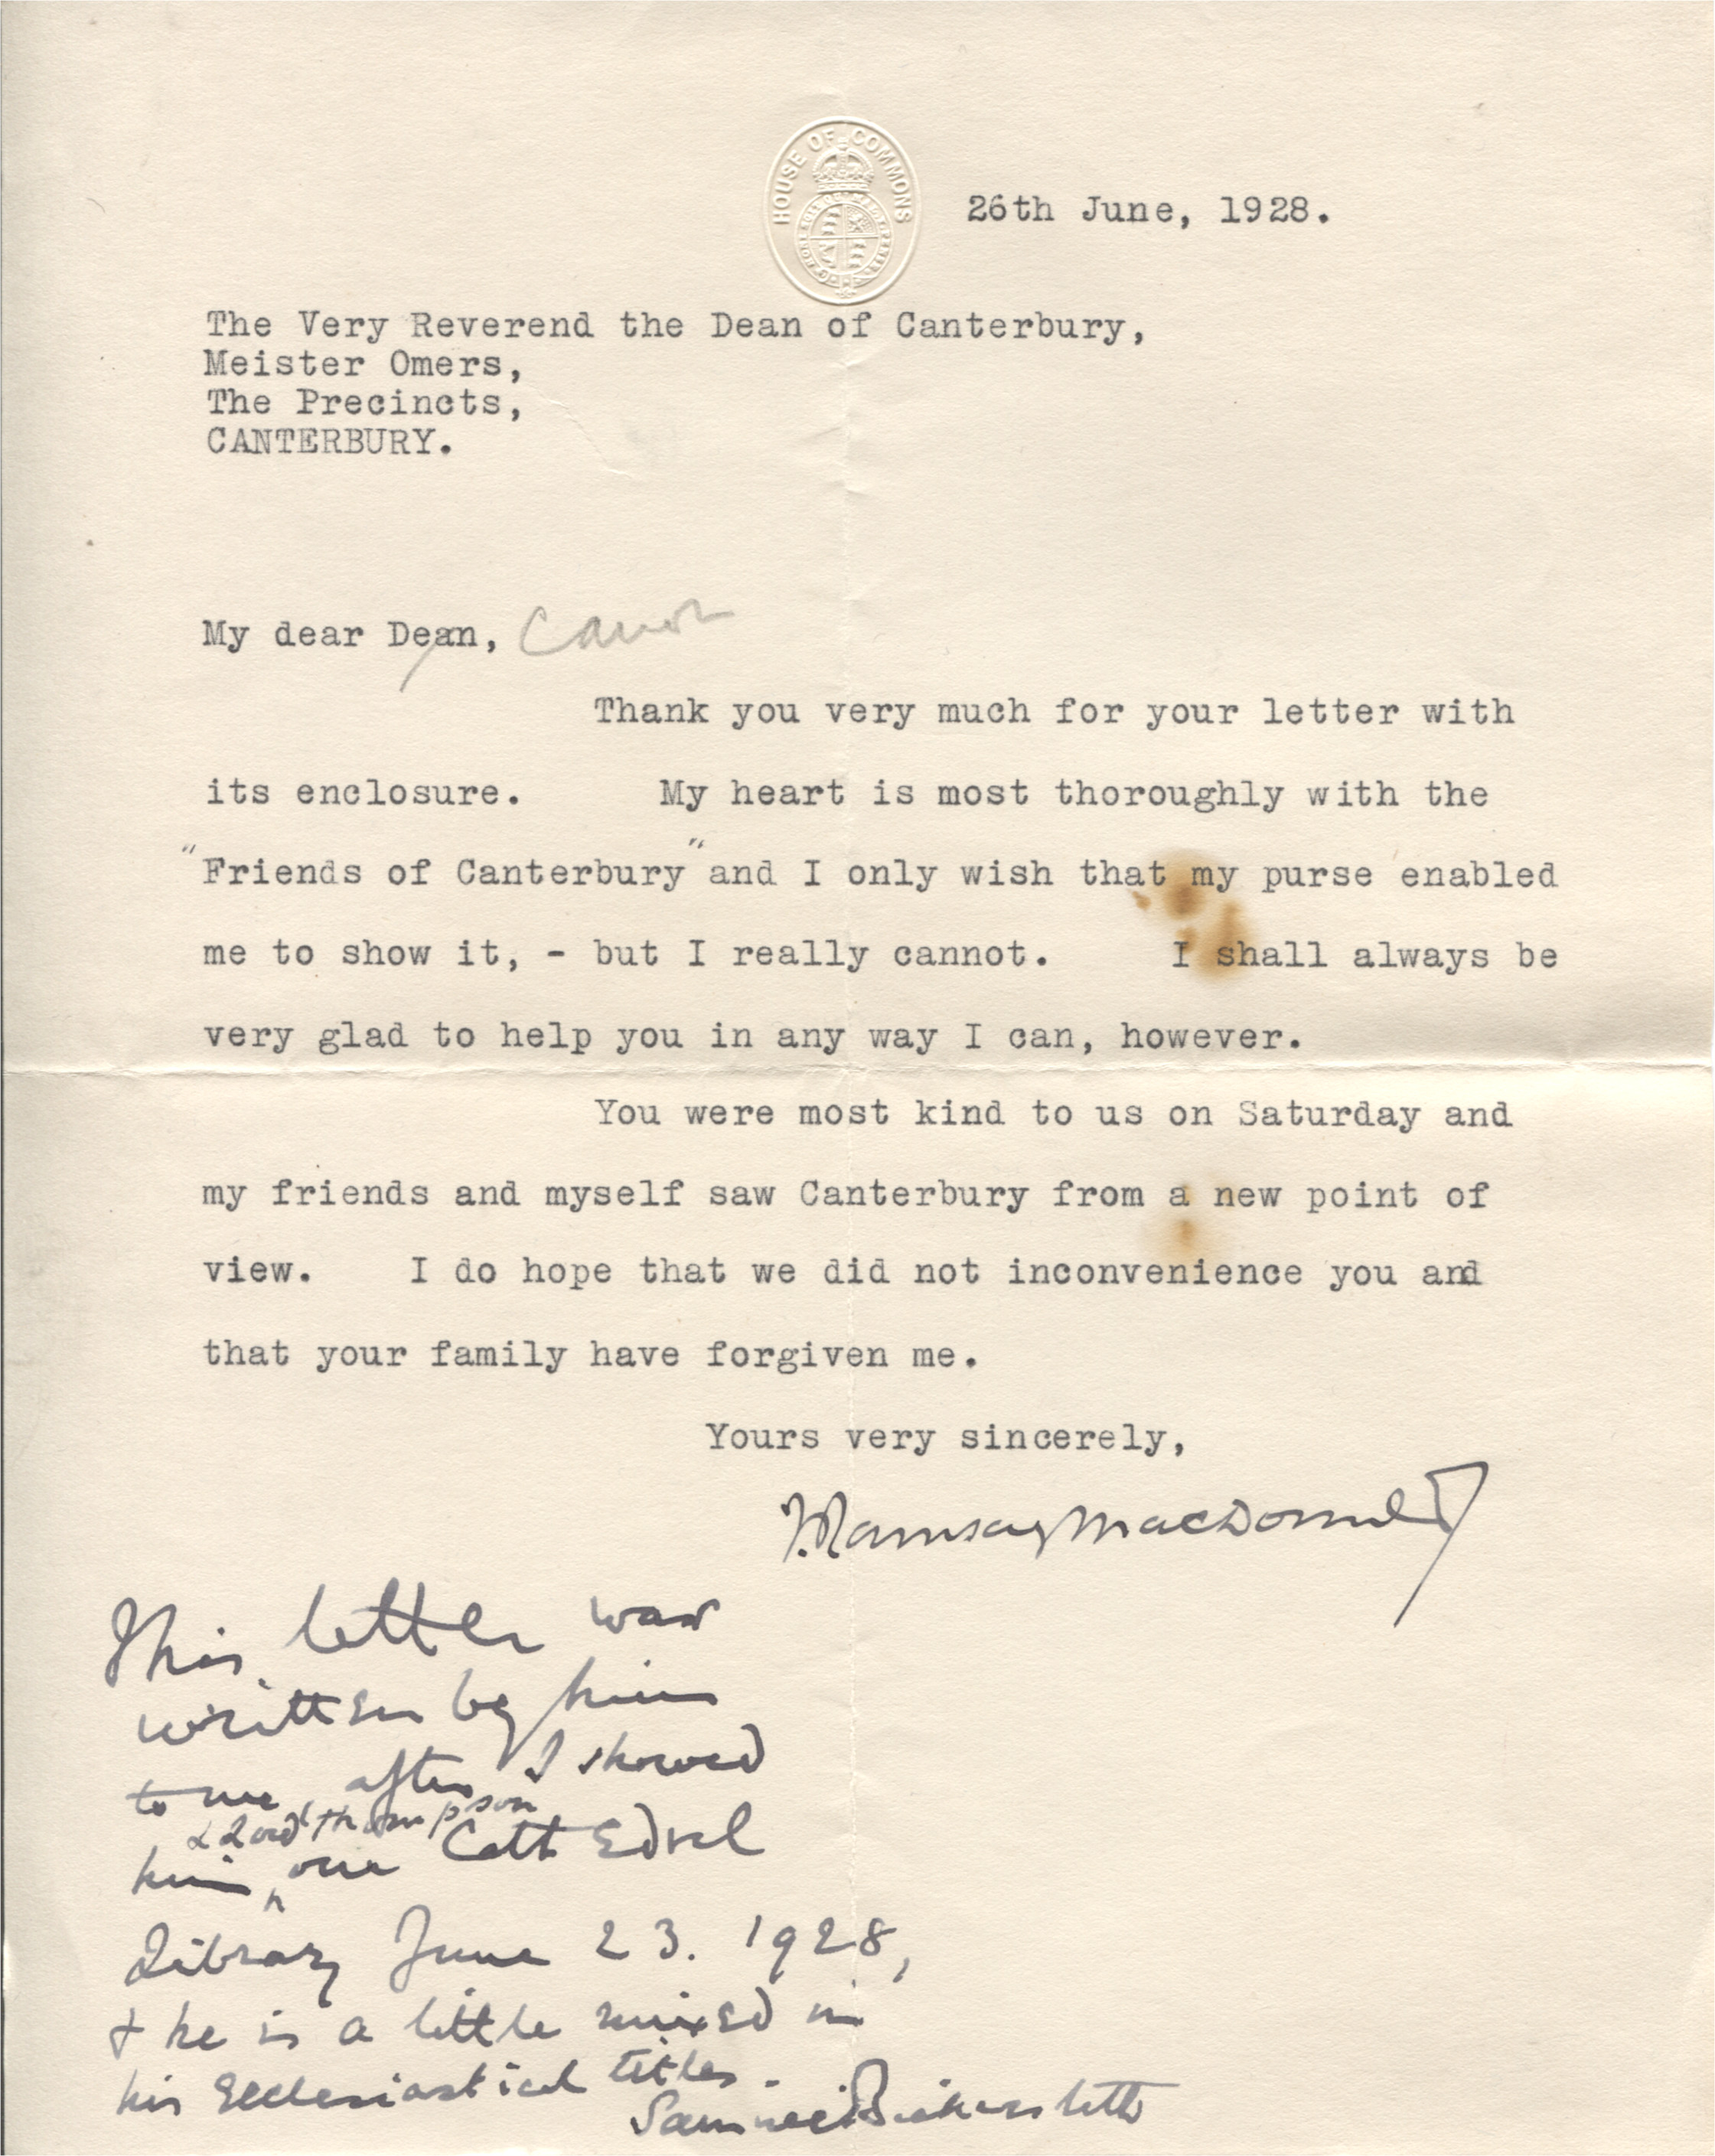 HOUSE OF COMMONS
26th June, 1928.
The Very Reverend the Dean of Canterbury,
Meister Omers,
The Precincts,
CANTERBURY.
My dear Dean, Canon
Thank you very much for your letter with
its enclosure. My heart is most thoroughly with the
"Friends of Canterbury" and I only wish that my purse enabled
me to show it, - but I really cannot. I shall always be
very glad to help you in any way I can, however.
You were most kind to us on Saturday and
my friends and myself saw Canterbury from a new point of
view. I do hope that we did not inconvenience you and
that your family have forgiven me.
Yours very sincerely,
J. Ramsay MacDonald
This letter was
written by him
to me, after I showed
& Lord Thompson
him ^ our Cathedral
Library June 23. 1928,
& he is a little mixed in
his Ecclesiastical titles.
Samuel Bickersteth